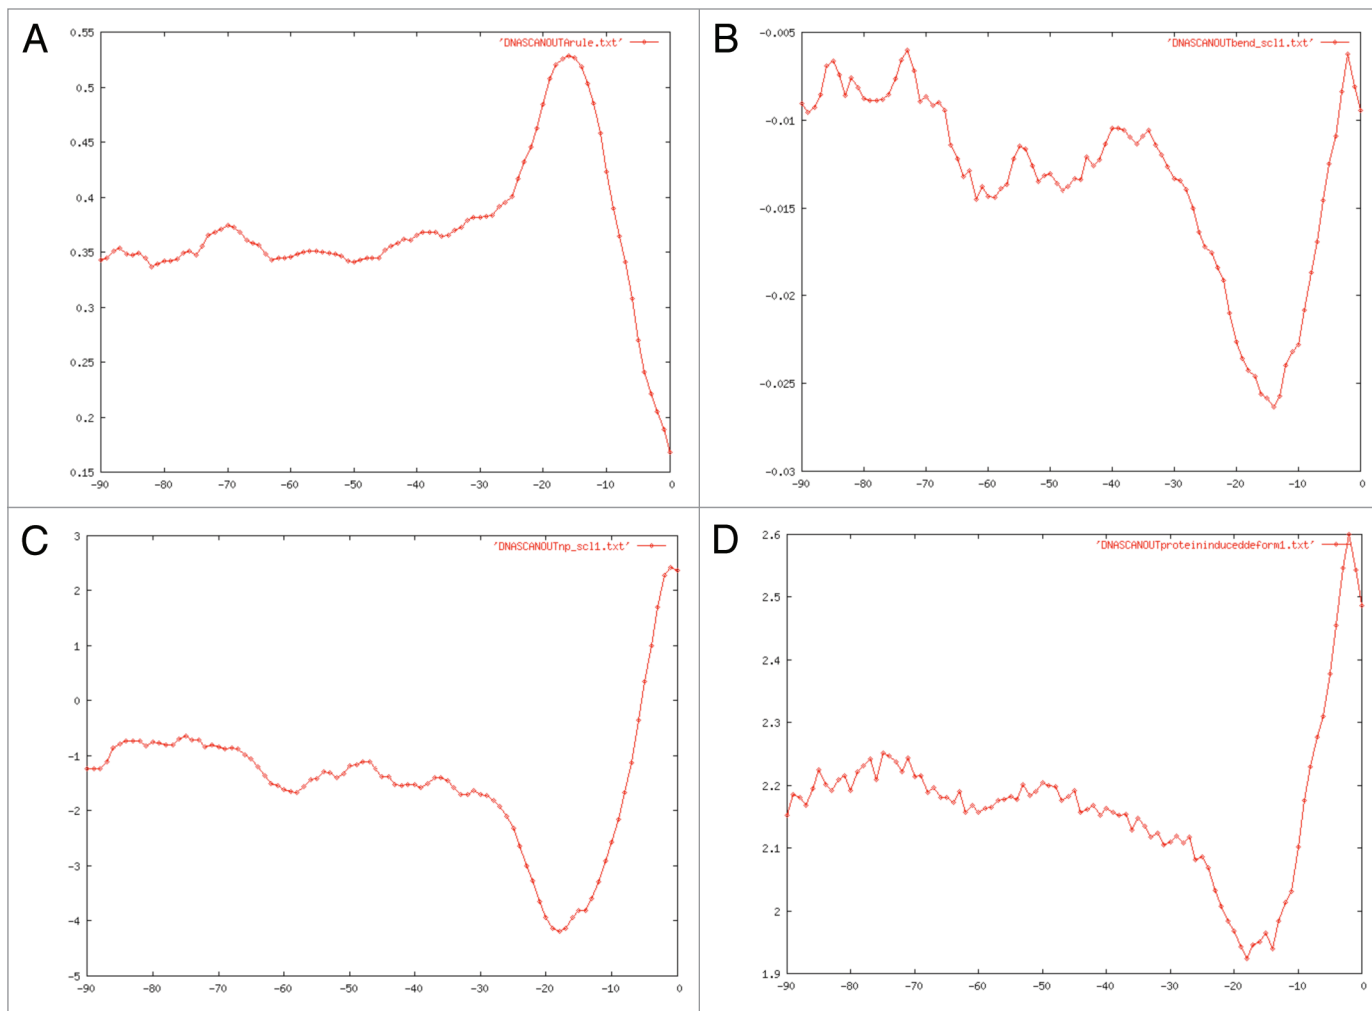 A
'DNASCANOUTArule.txt'
0.55
0.5
0.45
0.4
0.35
0.3
0.25
0.2
0.15
-90 -80 -70 -60 -50 -40 -30 -20 -10 0
B
'DNASCANOUTbend_scl1.txt'
-0.005
-0.01
-0.015
-0.02
-0.025
-0.03
-90 -80 -70 -60 -50 -40 -30 -20 -10 0
C
'DNASCANOUTnp_scl1.txt'
3
2
1
0
-1
-2
-3
-4
-5
-90 -80 -70 -60 -50 -40 -30 -20 -10 0
D
'DNASCANOUTproteininduceddeform1.txt'
2.6
2.5
2.4
2.3
2.2
2.1
2
1.9
-90 -80 -70 -60 -50 -40 -30 -20 -10 0